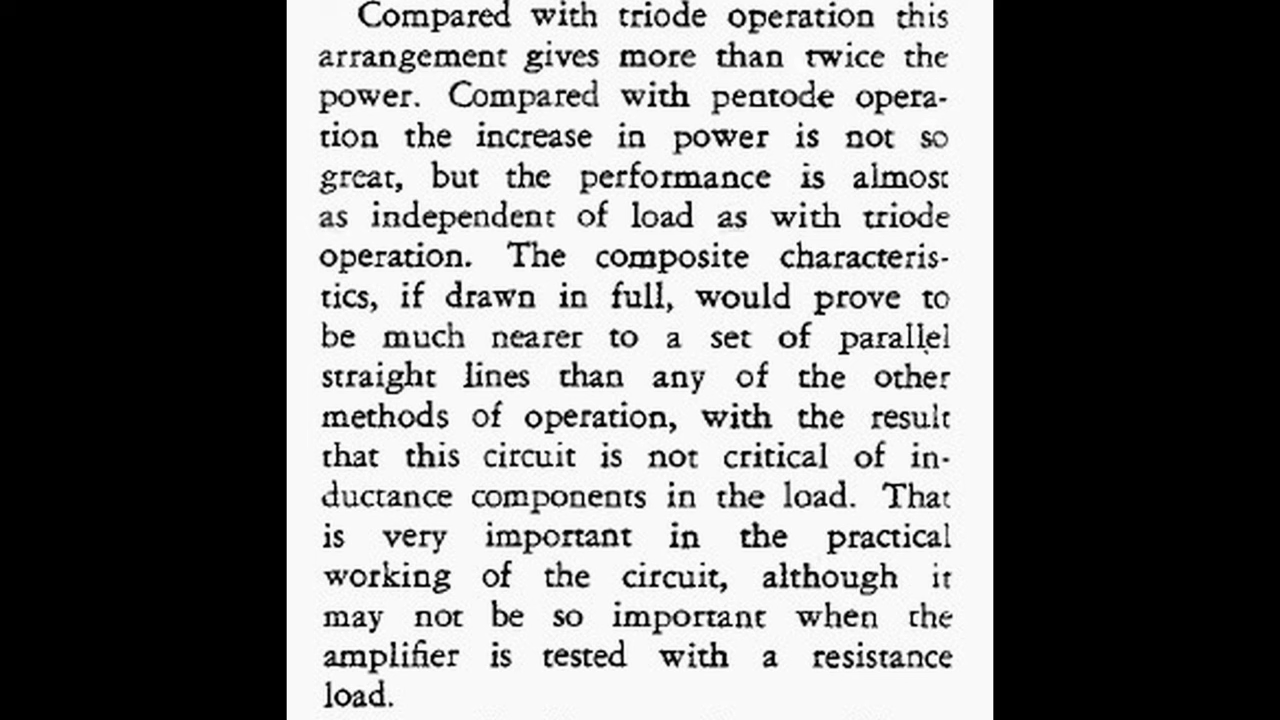 Compared with triode operation this
arrangement gives more than twice the
power. Compared with pentode opera-
tion the increase in power is not so
great, but the performance is almost
as independent of load as with triode
operation. The composite characteris-
tics, if drawn in full, would prove to
be much nearer to a set of parallel
straight lines than any of the other
methods of operation, with the result
that this circuit is not critical of in-
ductance components in the load. That
is very important in the practical
working of the circuit, although it
may not be so important when the
amplifier is tested with a resistance
load.